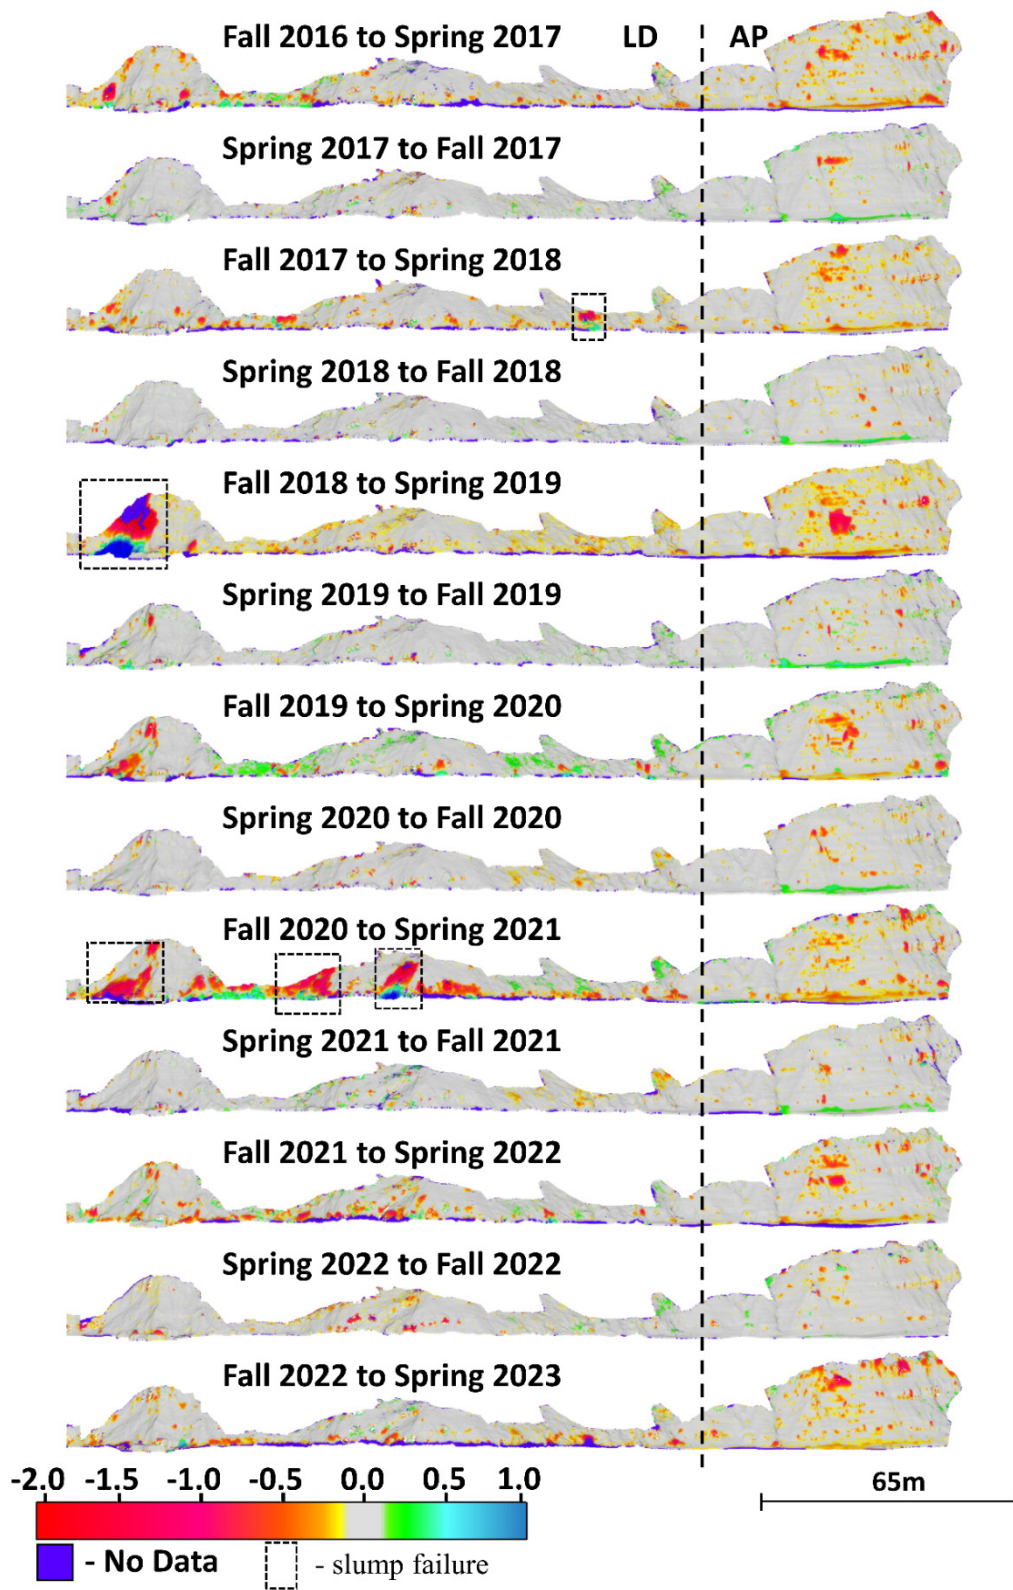 Fall 2016 to Spring 2017 LD AP
Spring 2017 to Fall 2017
Fall 2017 to Spring 2018
Spring 2018 to Fall 2018
Fall 2018 to Spring 2019
Spring 2019 to Fall 2019
Fall 2019 to Spring 2020
Spring 2020 to Fall 2020
Fall 2020 to Spring 2021
Spring 2021 to Fall 2021
Fall 2021 to Spring 2022
Spring 2022 to Fall 2022
Fall 2022 to Spring 2023
-2.0 -1.5 -1.0 -0.5 0.0 0.5 1.0
65m
- No Data - slump failure